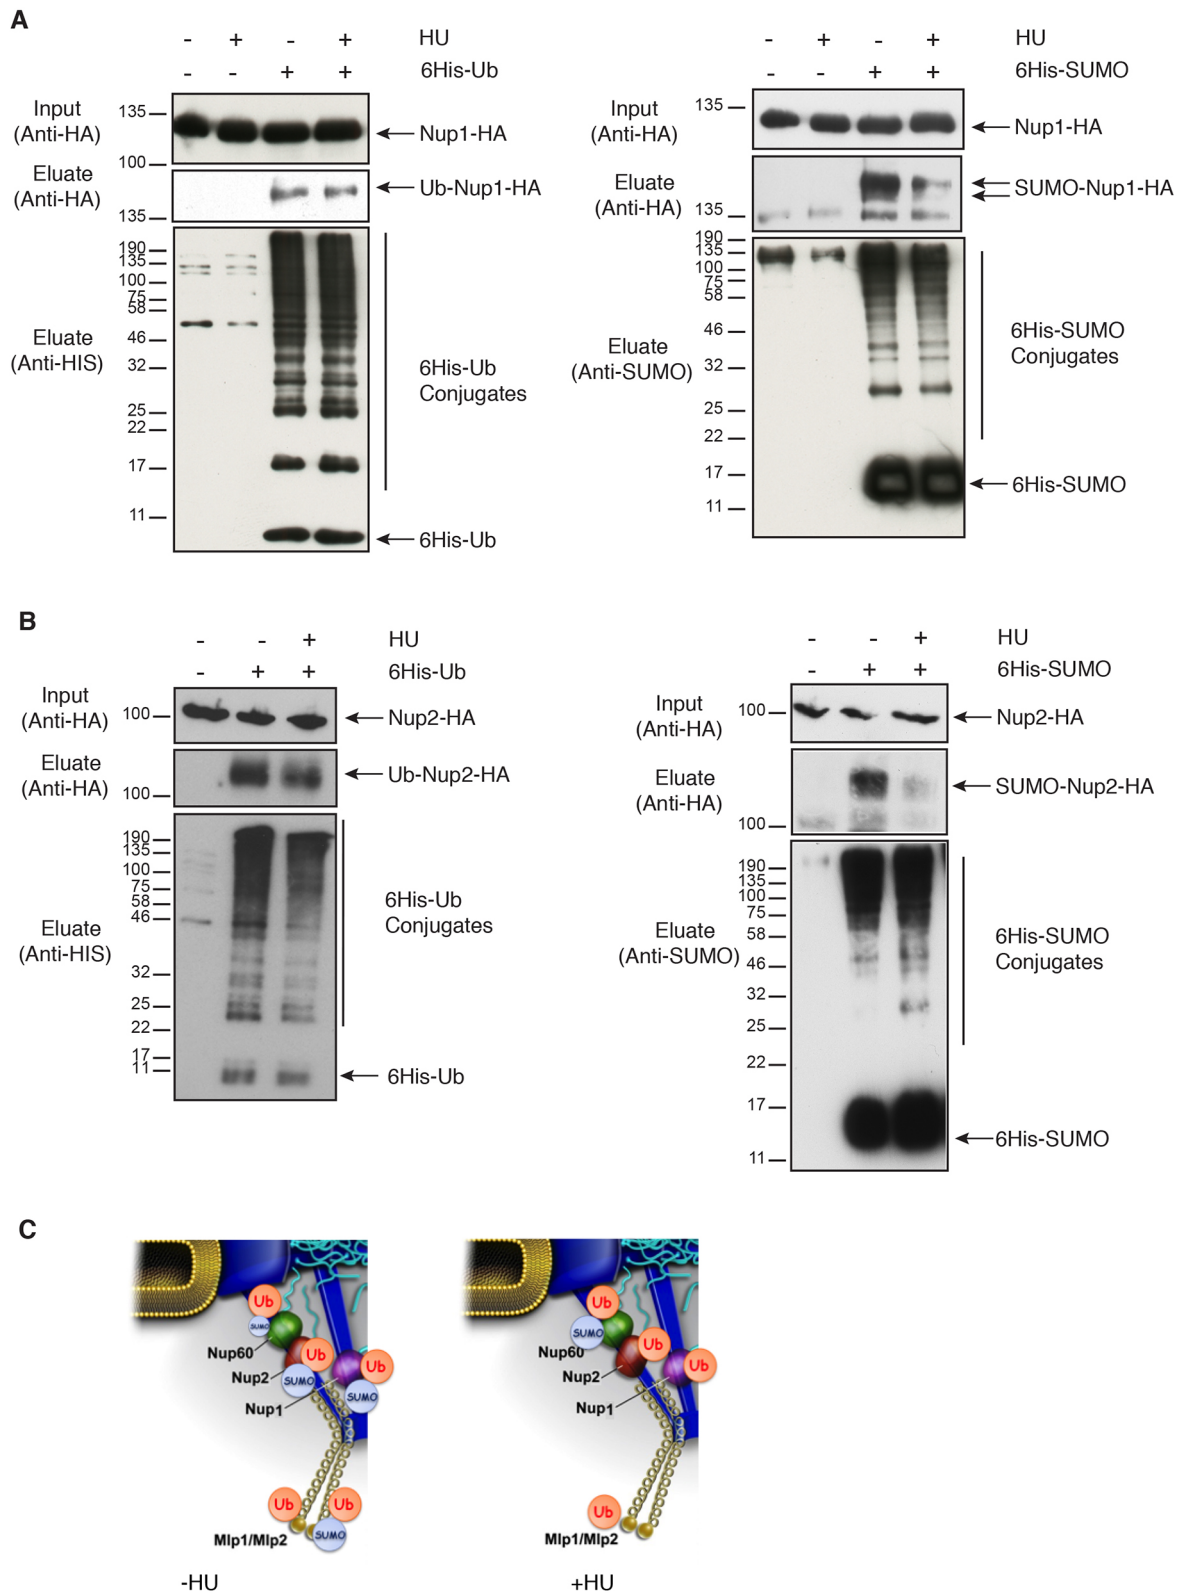 A
- + - + HU
- - + + 6His-Ub
Input
(Anti-HA)
135
100
Nup1-HA
Eluate
(Anti-HA)
135
Ub-Nup1-HA
190
135
100
75
58
46
32
25
22
17
11
Eluate
(Anti-HIS)
6His-Ub
Conjugates
6His-Ub
- + - + HU
- - + + 6His-SUMO
Input
(Anti-HA)
135
Nup1-HA
Eluate
(Anti-HA)
135
SUMO-Nup1-HA
190
135
100
75
58
46
32
25
22
17
11
Eluate
(Anti-SUMO)
6His-SUMO
Conjugates
6His-SUMO
B
- - + HU
- + + 6His-Ub
Input
(Anti-HA)
100
Nup2-HA
Eluate
(Anti-HA)
100
Ub-Nup2-HA
190
135
100
75
58
46
32
25
22
17
11
Eluate
(Anti-HIS)
6His-Ub
Conjugates
6His-Ub
- - + HU
- + + 6His-SUMO
Input
(Anti-HA)
100
Nup2-HA
Eluate
(Anti-HA)
100
SUMO-Nup2-HA
190
135
100
75
58
46
32
25
22
17
11
Eluate
(Anti-SUMO)
6His-SUMO
Conjugates
6His-SUMO
C
Ub
SUMO
Nup60
Ub
Nup2
SUMO
Ub
SUMO
Nup1
Ub
Ub
SUMO
Mlp1/Mlp2
-HU
Ub
SUMO
Nup60
Ub
Nup2
Ub
Nup1
Ub
Mlp1/Mlp2
+HU